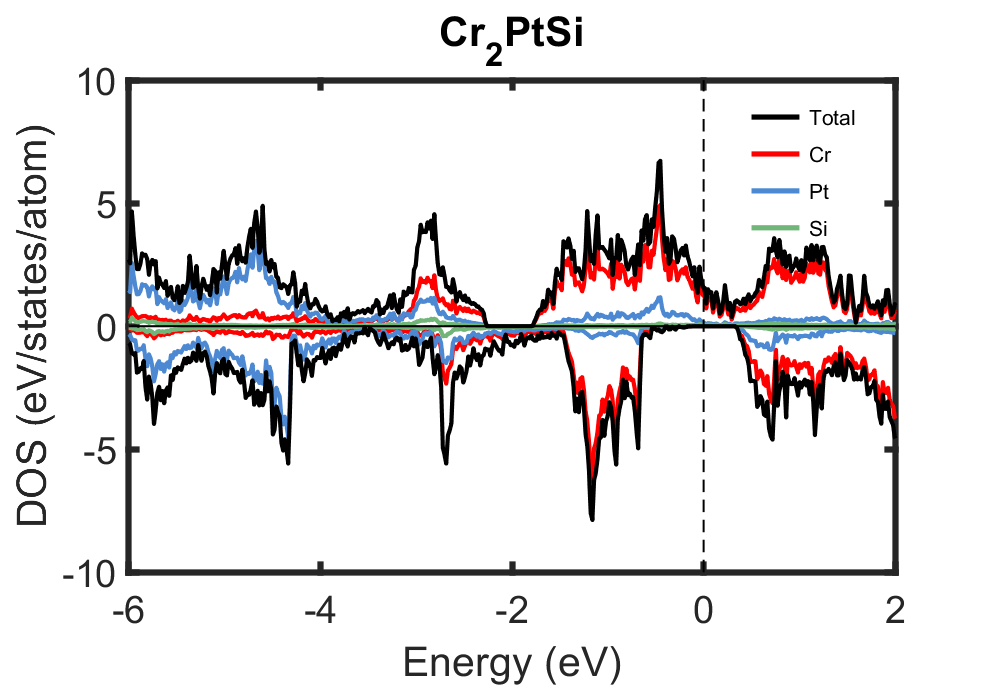 Cr₂PtSi
10
5
0
-5
-10
DOS (eV/states/atom)
Total
Cr
Pt
Si
-6
-4
-2
0
2
Energy (eV)